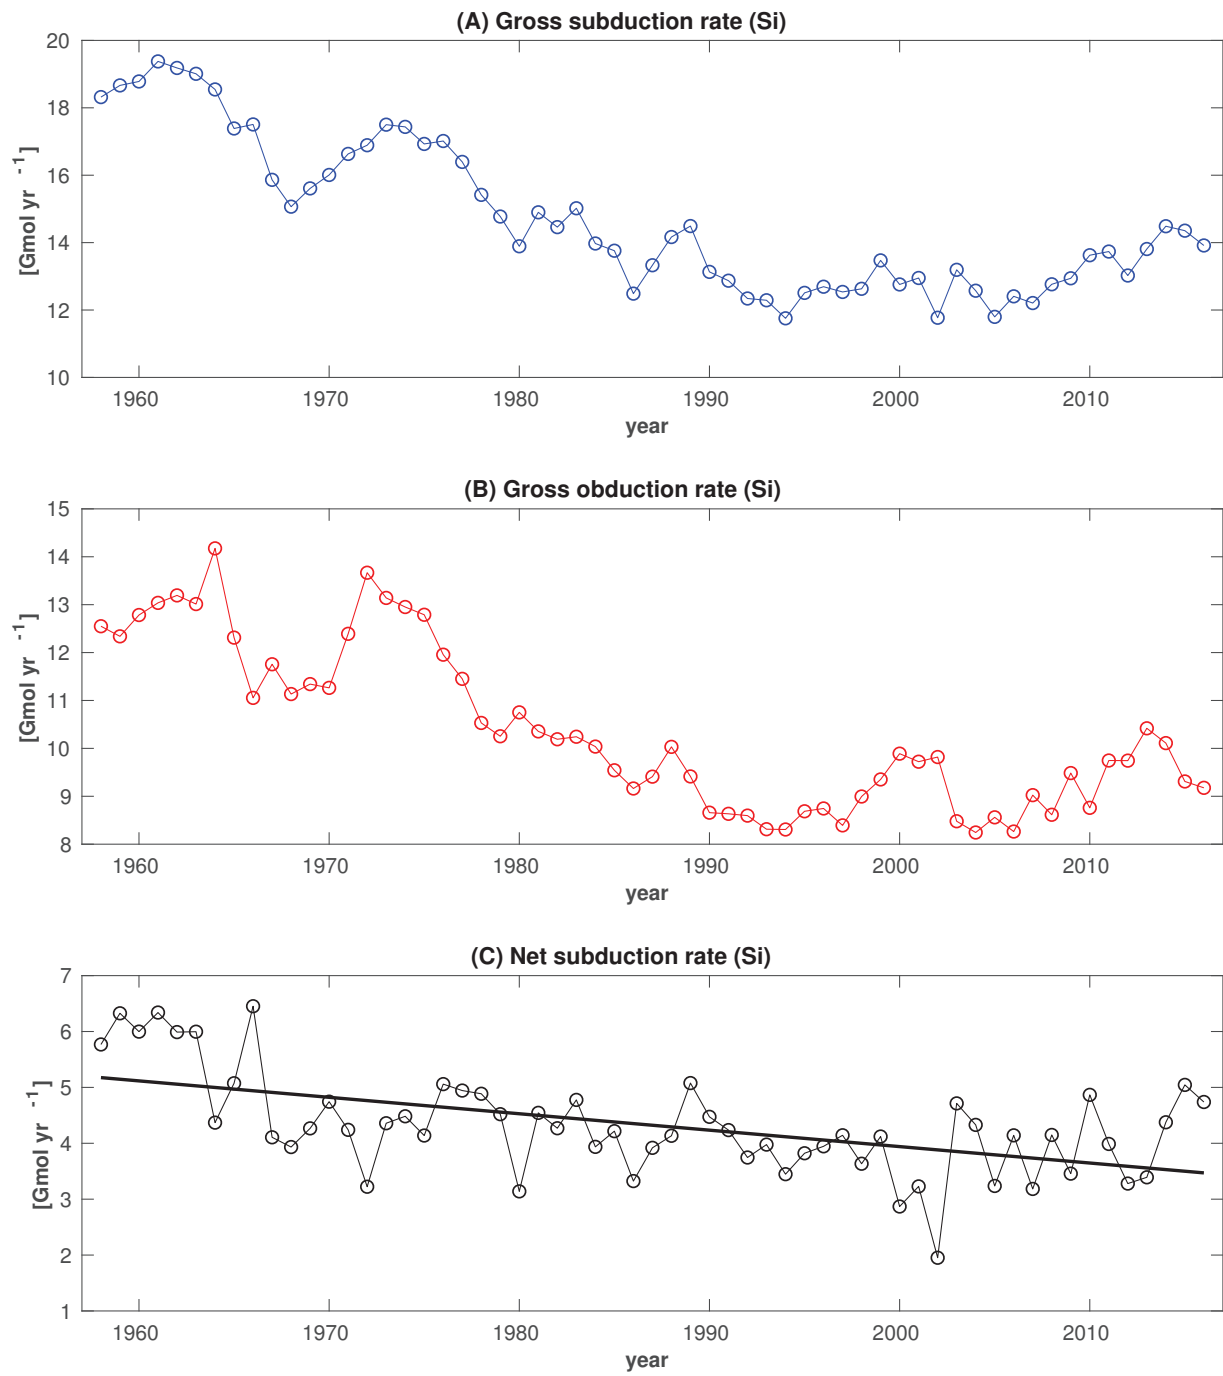 (A) Gross subduction rate (Si)
[Gmol yr -1]
20
18
16
14
12
10
1960 1970 1980 1990 2000 2010
year
(B) Gross obduction rate (Si)
[Gmol yr -1]
15
14
13
12
11
10
9
8
1960 1970 1980 1990 2000 2010
year
(C) Net subduction rate (Si)
[Gmol yr -1]
7
6
5
4
3
2
1
1960 1970 1980 1990 2000 2010
year